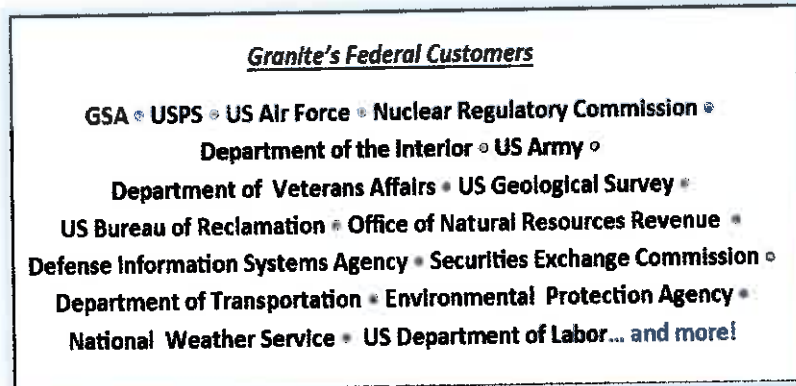 Granite's Federal Customers
GSA • USPS • US Air Force • Nuclear Regulatory Commission •
Department of the Interior • US Army •
Department of Veterans Affairs • US Geological Survey •
US Bureau of Reclamation • Office of Natural Resources Revenue •
Defense Information Systems Agency • Securities Exchange Commission •
Department of Transportation • Environmental Protection Agency •
National Weather Service • US Department of Labor... and more!